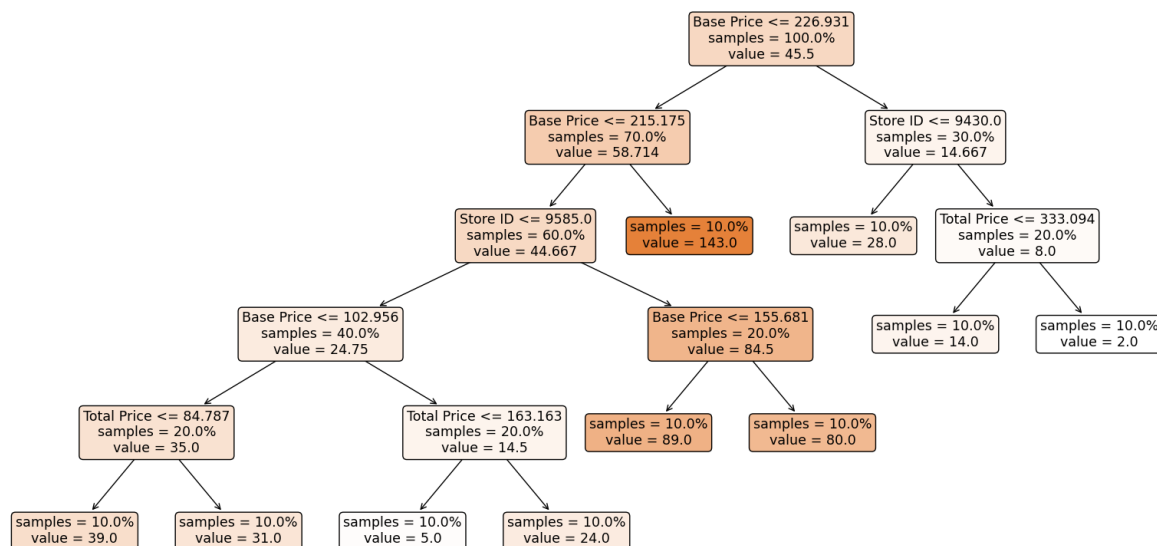 Base Price <= 226.931
samples = 100.0%
value = 45.5
Base Price <= 215.175
samples = 70.0%
value = 58.714
Store ID <= 9430.0
samples = 30.0%
value = 14.667
Store ID <= 9585.0
samples = 60.0%
value = 44.667
samples = 10.0%
value = 143.0
samples = 10.0%
value = 28.0
Total Price <= 333.094
samples = 20.0%
value = 8.0
Base Price <= 102.956
samples = 40.0%
value = 24.75
Base Price <= 155.681
samples = 20.0%
value = 84.5
samples = 10.0%
value = 14.0
samples = 10.0%
value = 2.0
Total Price <= 84.787
samples = 20.0%
value = 35.0
Total Price <= 163.163
samples = 20.0%
value = 14.5
samples = 10.0%
value = 89.0
samples = 10.0%
value = 80.0
samples = 10.0%
value = 39.0
samples = 10.0%
value = 31.0
samples = 10.0%
value = 5.0
samples = 10.0%
value = 24.0